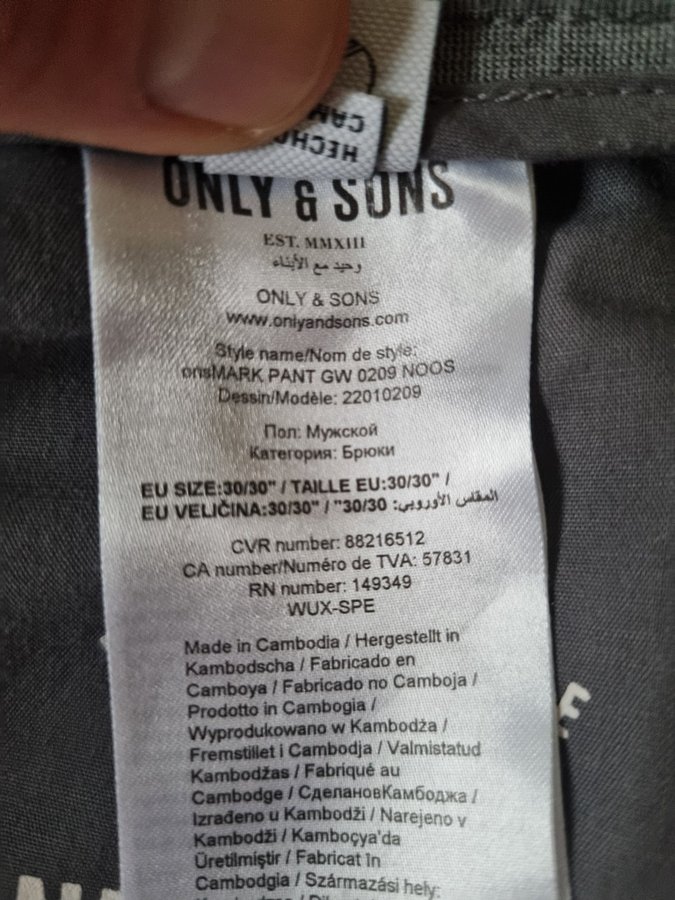 HECHO
CAM
ONLY & SONS
EST. MMXIII
وحيد مع الأبناء
ONLY & SONS
www.onlyandsons.com
Style name/Nom de style:
onsMARK PANT GW 0209 NOOS
Dessin/Modèle: 22010209
Пол: Мужской
Категория: Брюки
EU SIZE:30/30" / TAILLE EU:30/30" /
EU VELIČINA:30/30" / "30/30 :المقاس الأوروبي
CVR number: 88216512
CA number/Numéro de TVA: 57831
RN number: 149349
WUX-SPE
Made in Cambodia / Hergestellt in
Kambodscha / Fabricado en
Camboya / Fabricado no Camboja /
Prodotto in Cambogia /
Wyprodukowano w Kambodża /
Fremstillet i Cambodja / Valmistatud
Kambodžas / Fabriqué au
Cambodge / СделановКамбоджа /
Izrađeno u Kambodži / Narejeno v
Kambodži / Kamboçya'da
Üretilmiştir / Fabricat în
Cambodgia / Származási hely: